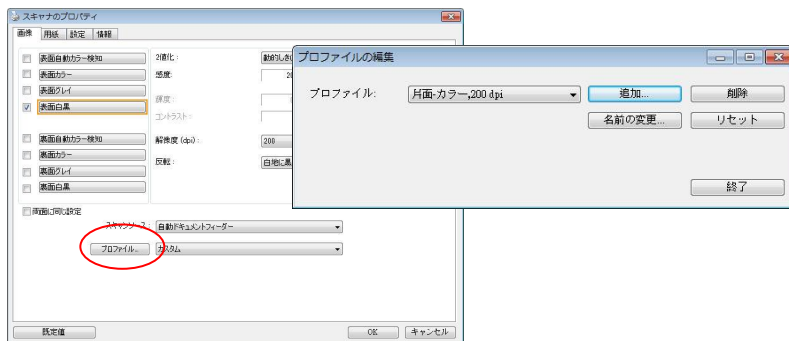 スキャナのプロパティ
画像 用紙 設定 情報
表面自動カラー検知
表面カラー
表面グレイ
表面白黒
裏面自動カラー検知
裏面カラー
裏面グレイ
裏面白黒
2値化:
感度:
輝度:
コントラスト:
解像度 (dpi):
200
反転:
両面に同じ設定
スキャンソース: 自動ドキュメントフィーダー
プロファイル... カスタム
既定値 OK キャンセル
プロファイルの編集
プロファイル: 片面-カラー,200 dpi 追加... 削除
名前の変更... リセット
終了